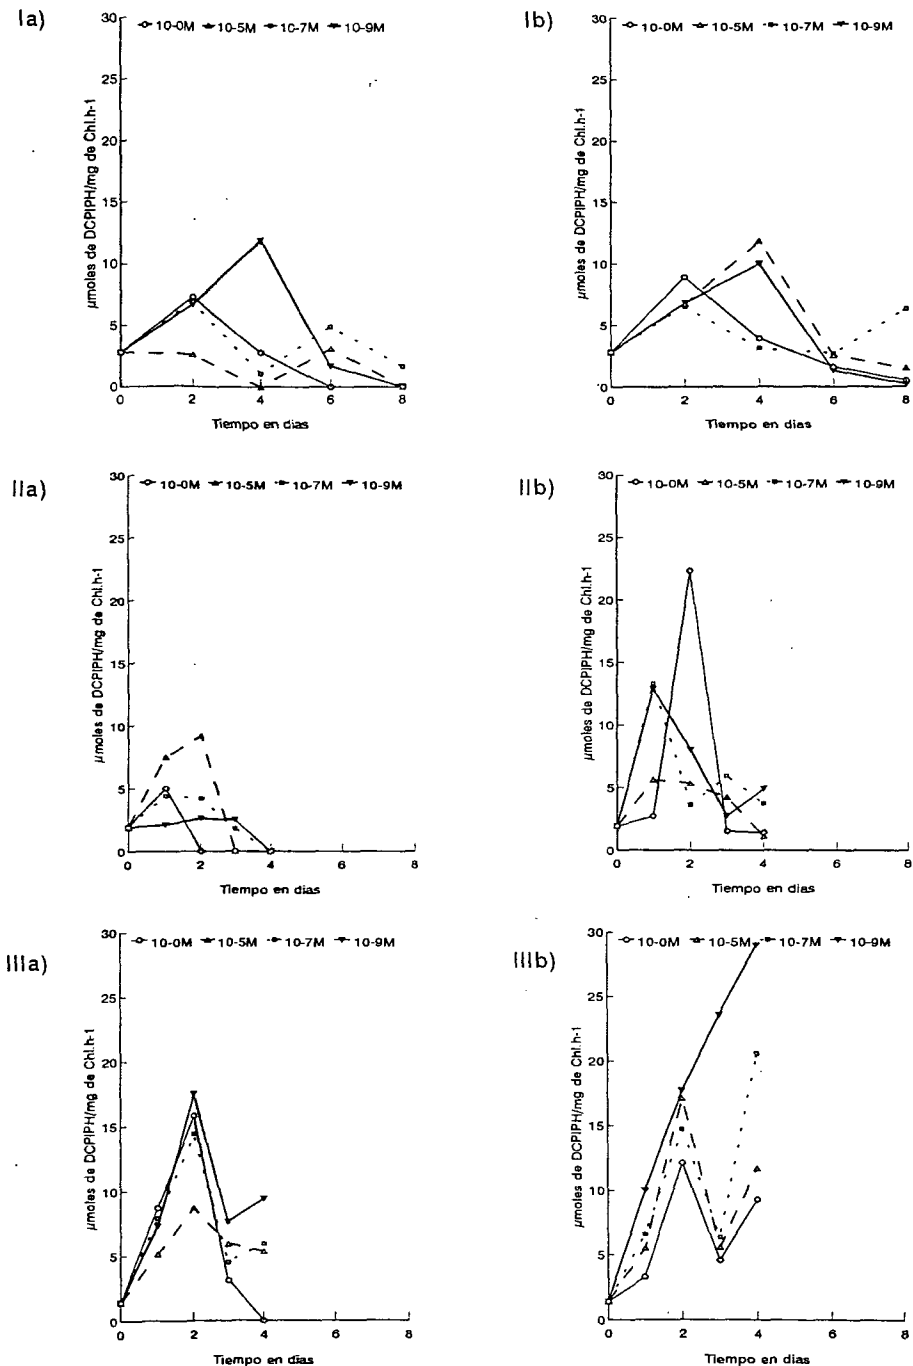 Ia)
10-0M 10-5M 10-7M 10-9M
30
25
20
15
10
5
0
µmoles de DCPIPH/mg de Chl.h-1
0 2 4 6 8
Tiempo en dias
Ib)
10-0M 10-5M 10-7M 10-9M
30
25
20
15
10
5
0
µmoles de DCPIPH/mg de Chl.h-1
0 2 4 6 8
Tiempo en dias
IIa)
10-0M 10-5M 10-7M 10-9M
30
25
20
15
10
5
0
µmoles de DCPIPH/mg de Chl.h-1
0 2 4 6 8
Tiempo en dias
IIb)
10-0M 10-5M 10-7M 10-9M
30
25
20
15
10
5
0
µmoles de DCPIPH/mg de Chl.h-1
0 2 4 6 8
Tiempo en dias
IIIa)
10-0M 10-5M 10-7M 10-9M
30
25
20
15
10
5
0
µmoles de DCPIPH/mg de Chl.h-1
0 2 4 6 8
Tiempo en dias
IIIb)
10-0M 10-5M 10-7M 10-9M
30
25
20
15
10
5
0
µmoles de DCPIPH/mg de Chl.h-1
0 2 4 6 8
Tiempo en dias